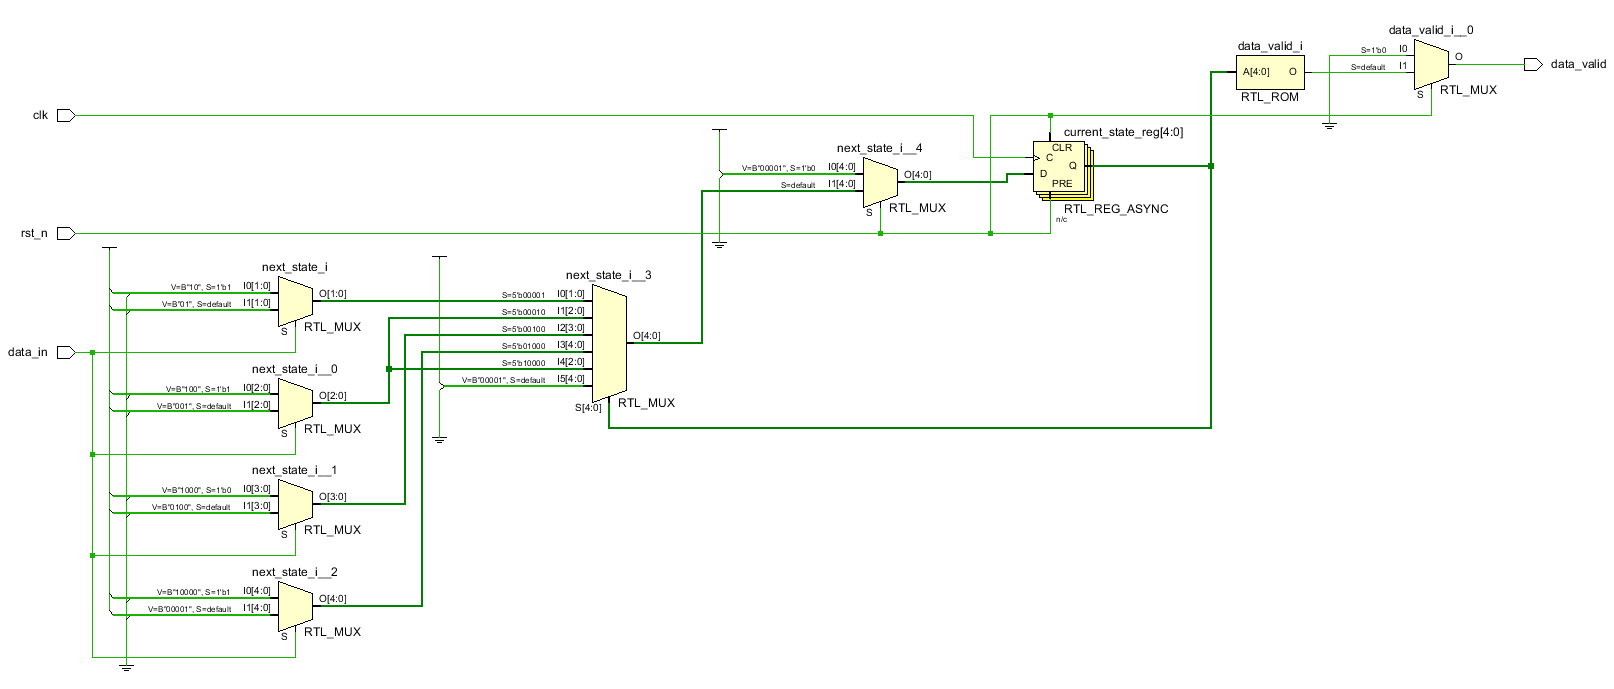 data_valid_i__0
data_valid_i
S=1'b0 I0
O
A[4:0] O
S=default I1
data_valid
S
RTL_MUX
RTL_ROM
clk
current_state_reg[4:0]
CLR
C
Q
D
PRE
RTL_REG_ASYNC
n/c
next_state_i__4
V=B"00001", S=1'b0 I0[4:0]
O[4:0]
S=default I1[4:0]
S
RTL_MUX
rst_n
next_state_i
V=B"10", S=1'b1 I0[1:0]
O[1:0]
V=B"01", S=default I1[1:0]
S
RTL_MUX
next_state_i__3
S=5'b00001 I0[1:0]
S=5'b00010 I1[2:0]
S=5'b00100 I2[3:0]
O[4:0]
S=5'b01000 I3[4:0]
S=5'b10000 I4[2:0]
V=B"00001", S=default I5[4:0]
S[4:0]
RTL_MUX
data_in
next_state_i__0
V=B"100", S=1'b1 I0[2:0]
O[2:0]
V=B"001", S=default I1[2:0]
S
RTL_MUX
next_state_i__1
V=B"1000", S=1'b0 I0[3:0]
O[3:0]
V=B"0100", S=default I1[3:0]
S
RTL_MUX
next_state_i__2
V=B"10000", S=1'b1 I0[4:0]
O[4:0]
V=B"00001", S=default I1[4:0]
S
RTL_MUX